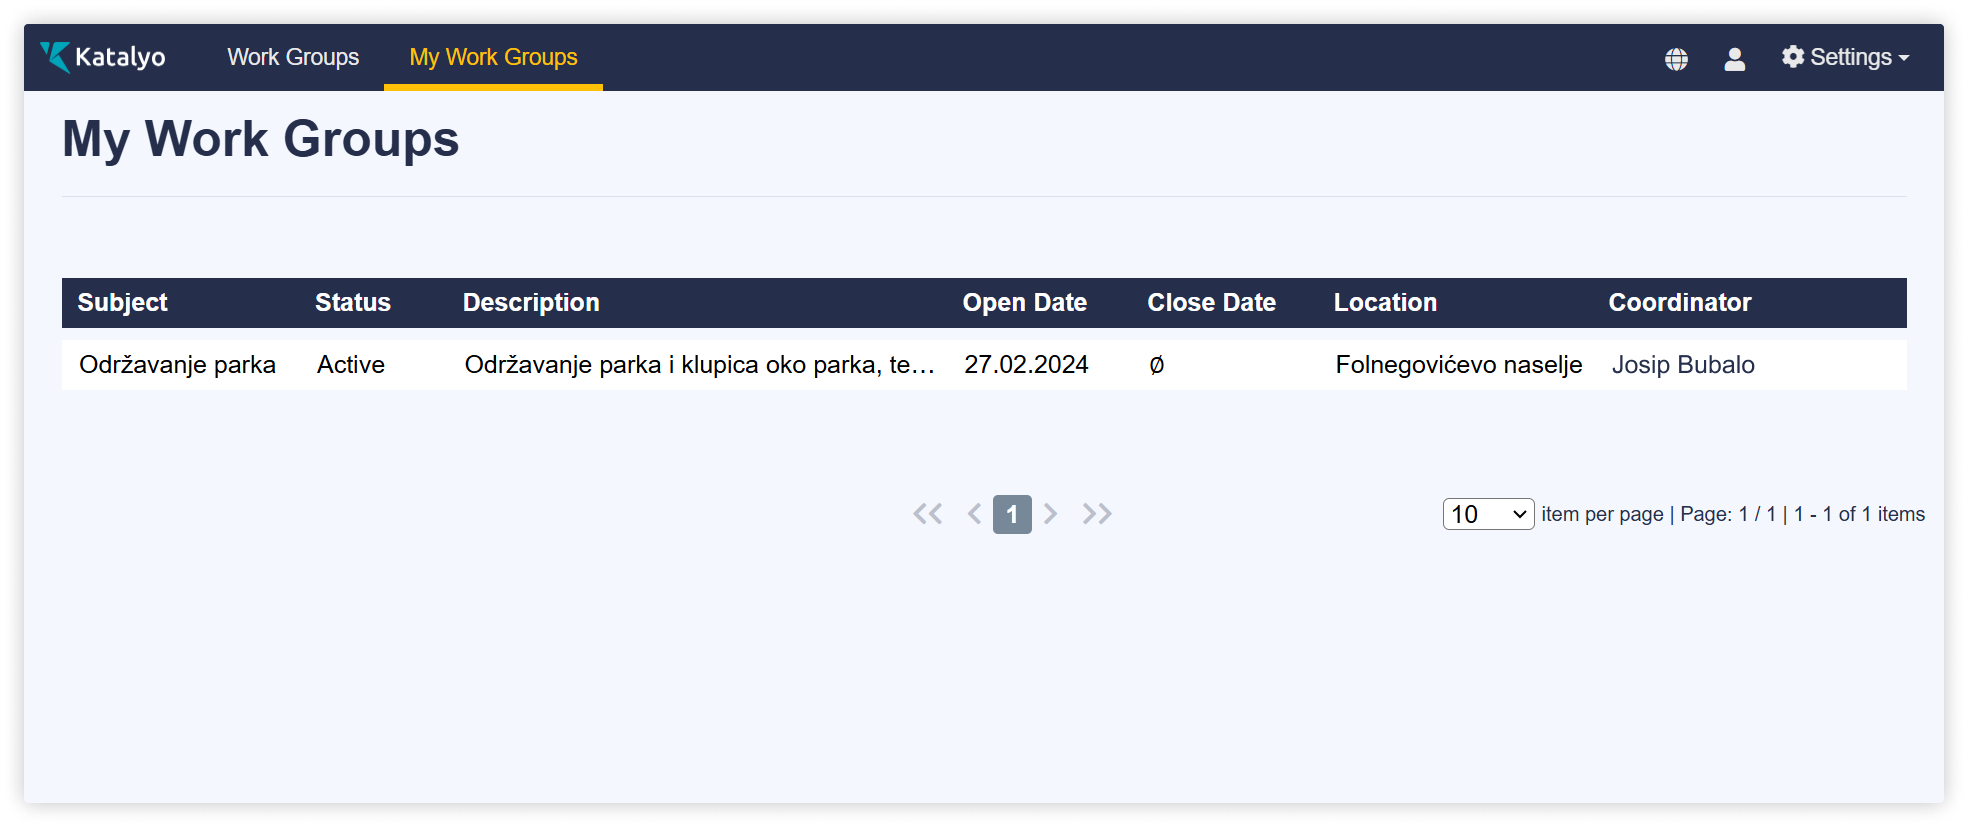 Katalyo Work Groups My Work Groups Settings
My Work Groups
Subject Status Description Open Date Close Date Location Coordinator
Održavanje parka Active Održavanje parka i klupica oko parka, te... 27.02.2024 Ø Folnegovićevo naselje Josip Bubalo
1 10 item per page | Page: 1 / 1 | 1 - 1 of 1 items